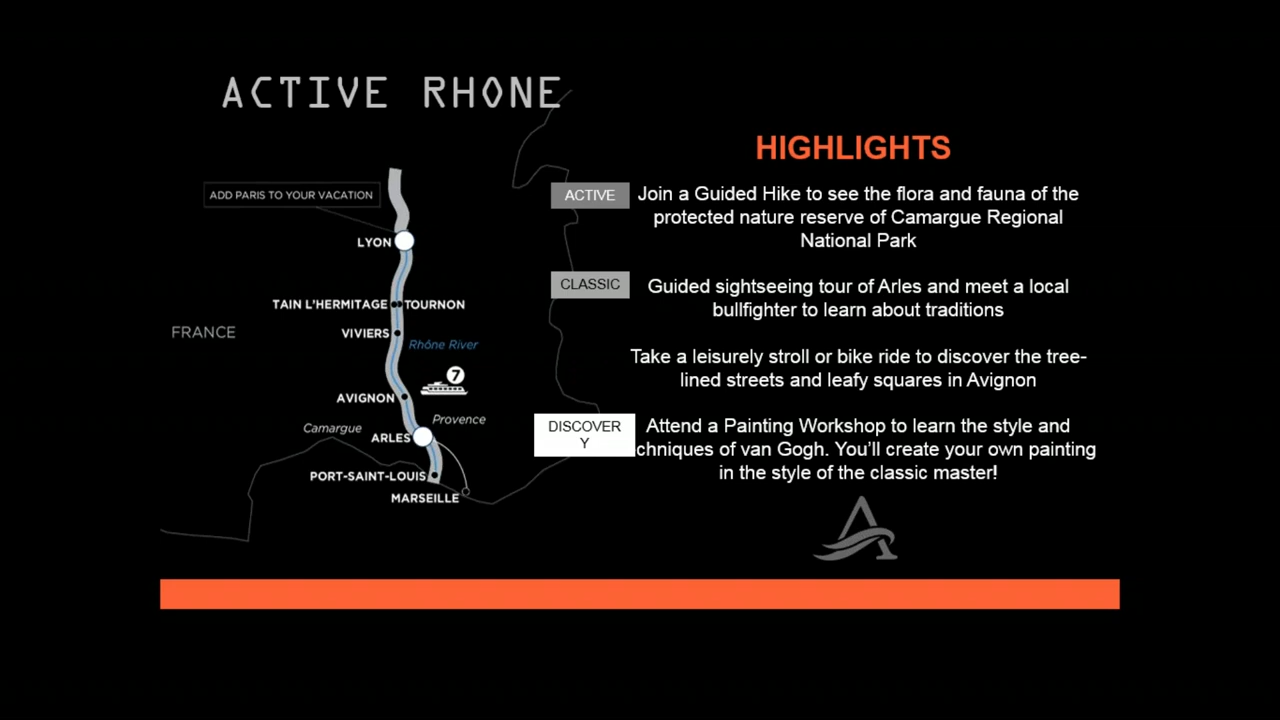 ACTIVE RHONE
ADD PARIS TO YOUR VACATION
LYON
TAIN L'HERMITAGE TOURNON
FRANCE
VIVIERS
Rhône River
7
AVIGNON
Provence
Camargue
ARLES
PORT-SAINT-LOUIS
MARSEILLE
HIGHLIGHTS
ACTIVE
Join a Guided Hike to see the flora and fauna of the
protected nature reserve of Camargue Regional
National Park
CLASSIC
Guided sightseeing tour of Arles and meet a local
bullfighter to learn about traditions
Take a leisurely stroll or bike ride to discover the tree-
lined streets and leafy squares in Avignon
DISCOVER
Y
Attend a Painting Workshop to learn the style and
chniques of van Gogh. You'll create your own painting
in the style of the classic master!
A